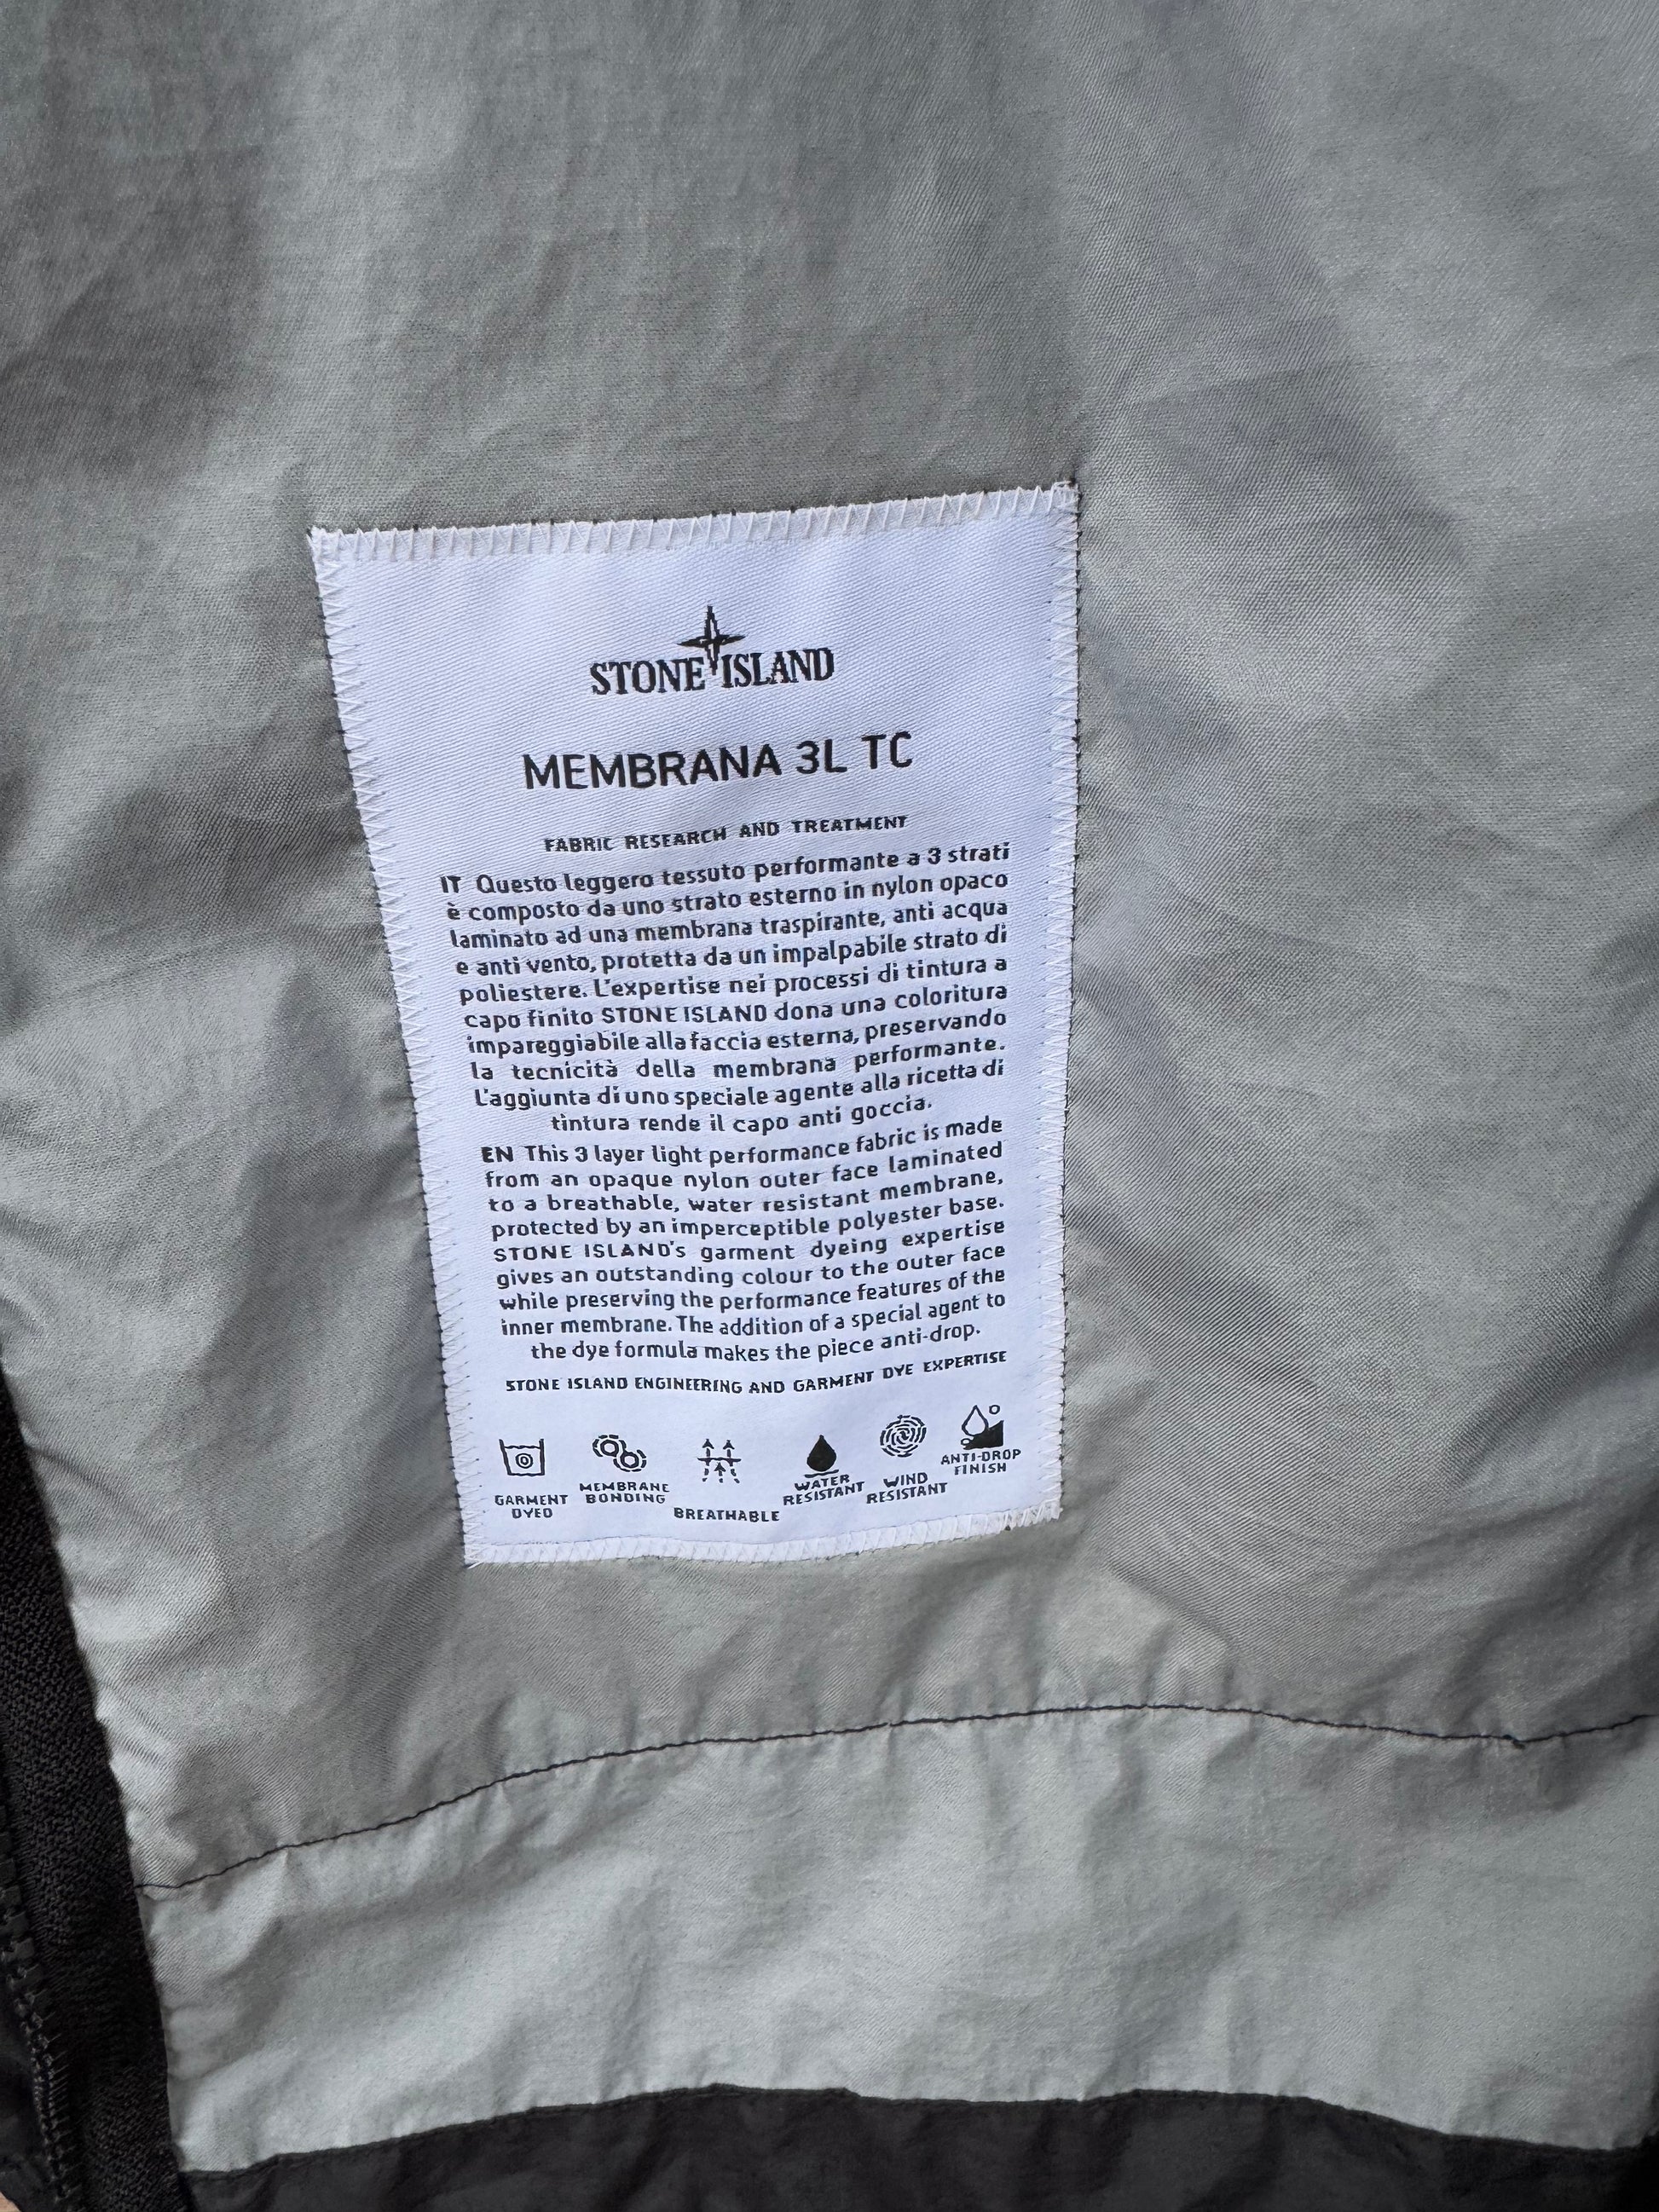 STONE ISLAND
MEMBRANA 3L TC
FABRIC RESEARCH AND TREATMENT
IT Questo leggero tessuto performante a 3 strati
è composto da uno strato esterno in nylon opaco
laminato ad una membrana traspirante, anti acqua
e anti vento, protetta da un impalpabile strato di
poliestere. L'expertise nei processi di tintura a
capo finito STONE ISLAND dona una coloritura
impareggiabile alla faccia esterna, preservando
la tecnicità della membrana performante.
L'aggiunta di uno speciale agente alla ricetta di
tintura rende il capo anti goccia.
EN This 3 layer light performance fabric is made
from an opaque nylon outer face laminated
to a breathable, water resistant membrane,
protected by an imperceptible polyester base.
STONE ISLAND's garment dyeing expertise
gives an outstanding colour to the outer face
while preserving the performance features of the
inner membrane. The addition of a special agent to
the dye formula makes the piece anti-drop.
STONE ISLAND ENGINEERING AND GARMENT DYE EXPERTISE
GARMENT
DYED
MEMBRANE
BONDING
BREATHABLE
WATER
RESISTANT
WIND
RESISTANT
ANTI-DROP
FINISH